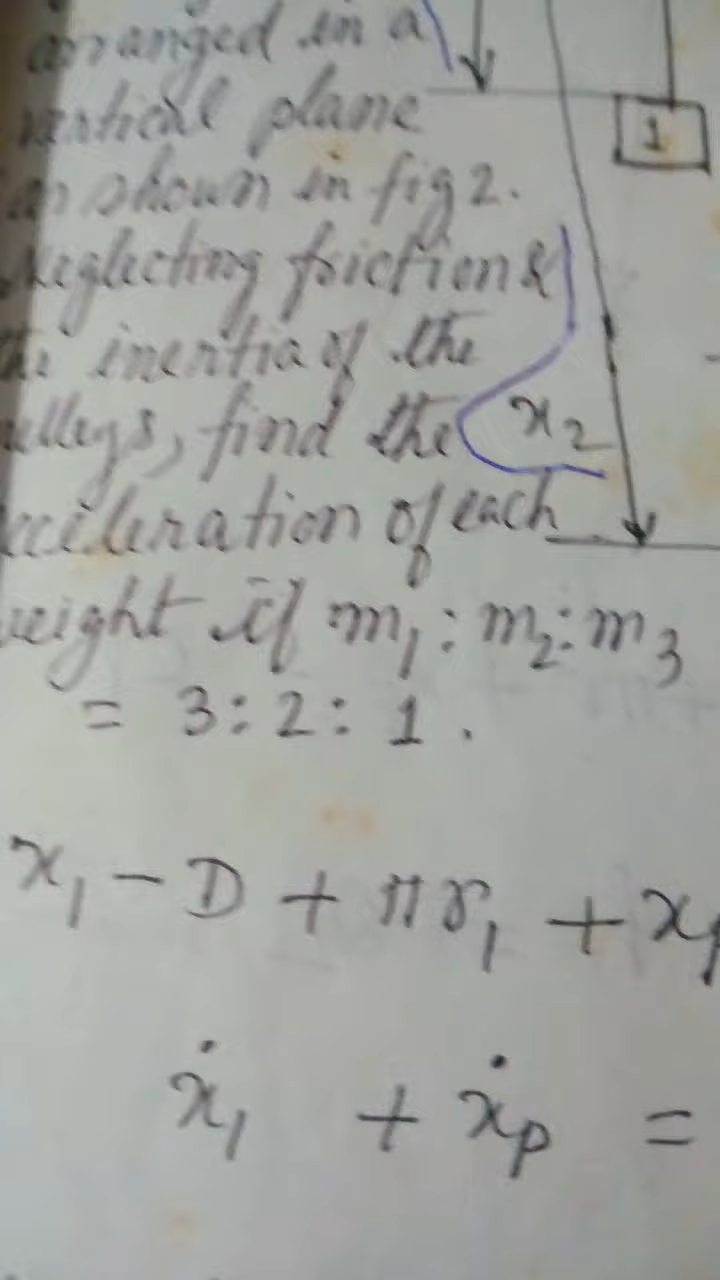 arranged in a
vertical plane
as shown in fig 2.
Neglecting friction &
the inertia of the
pulleys, find the
acceleration of each
weight if m₁ : m₂ : m₃
= 3 : 2 : 1 .
1
x₂
x₁ - D + πr₁ + x
ẋ₁ + ẋₚ =